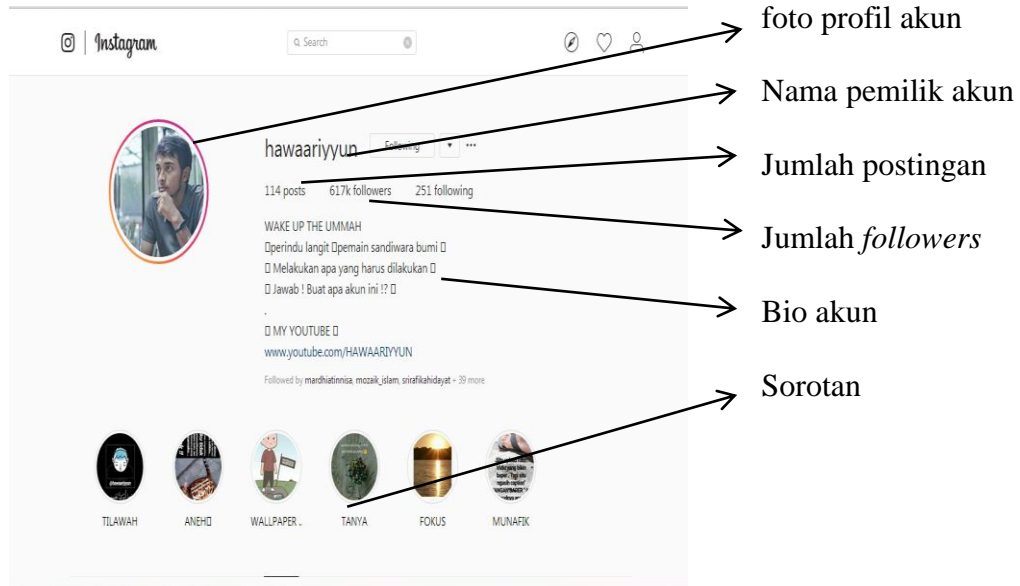 Instagram
Search
hawaariyyun
Following
114 posts 617k followers 251 following
WAKE UP THE UMMAH
▯perindu langit ▯pemain sandiwara bumi ▯
▯ Melakukan apa yang harus dilakukan ▯
▯ Jawab ! Buat apa akun ini !? ▯
.
▯ MY YOUTUBE ▯
www.youtube.com/HAWAARIYYUN
Followed by mardhiatinnisa, mozaik_islam, srirafikahidayat + 39 more
TILAWAH ANEH▯ WALLPAPER .. TANYA FOKUS MUNAFIK
foto profil akun
Nama pemilik akun
Jumlah postingan
Jumlah followers
Bio akun
Sorotan